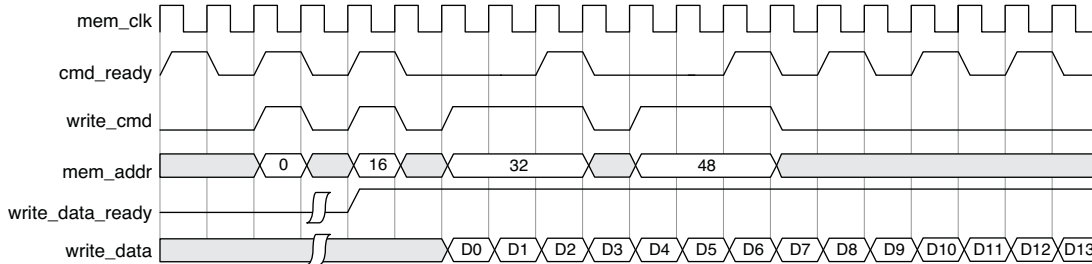 mem_clk
cmd_ready
write_cmd
mem_addr 0 16 32 48
write_data_ready
write_data D0 D1 D2 D3 D4 D5 D6 D7 D8 D9 D10 D11 D12 D13